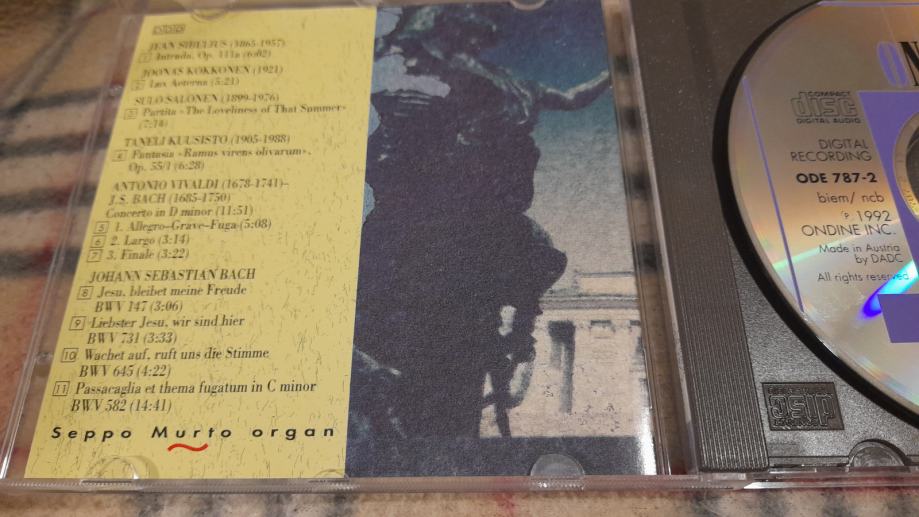 DDD
JEAN SIBELIUS (1865-1957)
1 Intrada, Op. 111a (6:02)
JOONAS KOKKONEN (1921)
2 Lux Aeterna (5:21)
SULO SALONEN (1899-1976)
3 Partita »The Loveliness of That Summer»
(7:14)
TANELI KUUSISTO (1905-1988)
4 Fantasia »Ramus virens olivarum»,
Op. 55/1 (6:28)
ANTONIO VIVALDI (1678-1741)–
J.S. BACH (1685-1750)
Concerto in D minor (11:51)
5 1. Allegro–Grave–Fuga (5:08)
6 2. Largo (3:14)
7 3. Finale (3:22)
JOHANN SEBASTIAN BACH
8 Jesu, bleibet meine Freude
BWV 147 (3:06)
9 Liebster Jesu, wir sind hier
BWV 731 (3:33)
10 Wachet auf, ruft uns die Stimme
BWV 645 (4:22)
11 Passacaglia et thema fugatum in C minor
BWV 582 (14:41)
Seppo Murto organ
ON
COMPACT
disc
DIGITAL AUDIO
DIGITAL
RECORDING
ODE 787-2
biem/ ncb
℗ 1992
ONDINE INC.
Made in Austria
by DADC
All rights reserved
disc